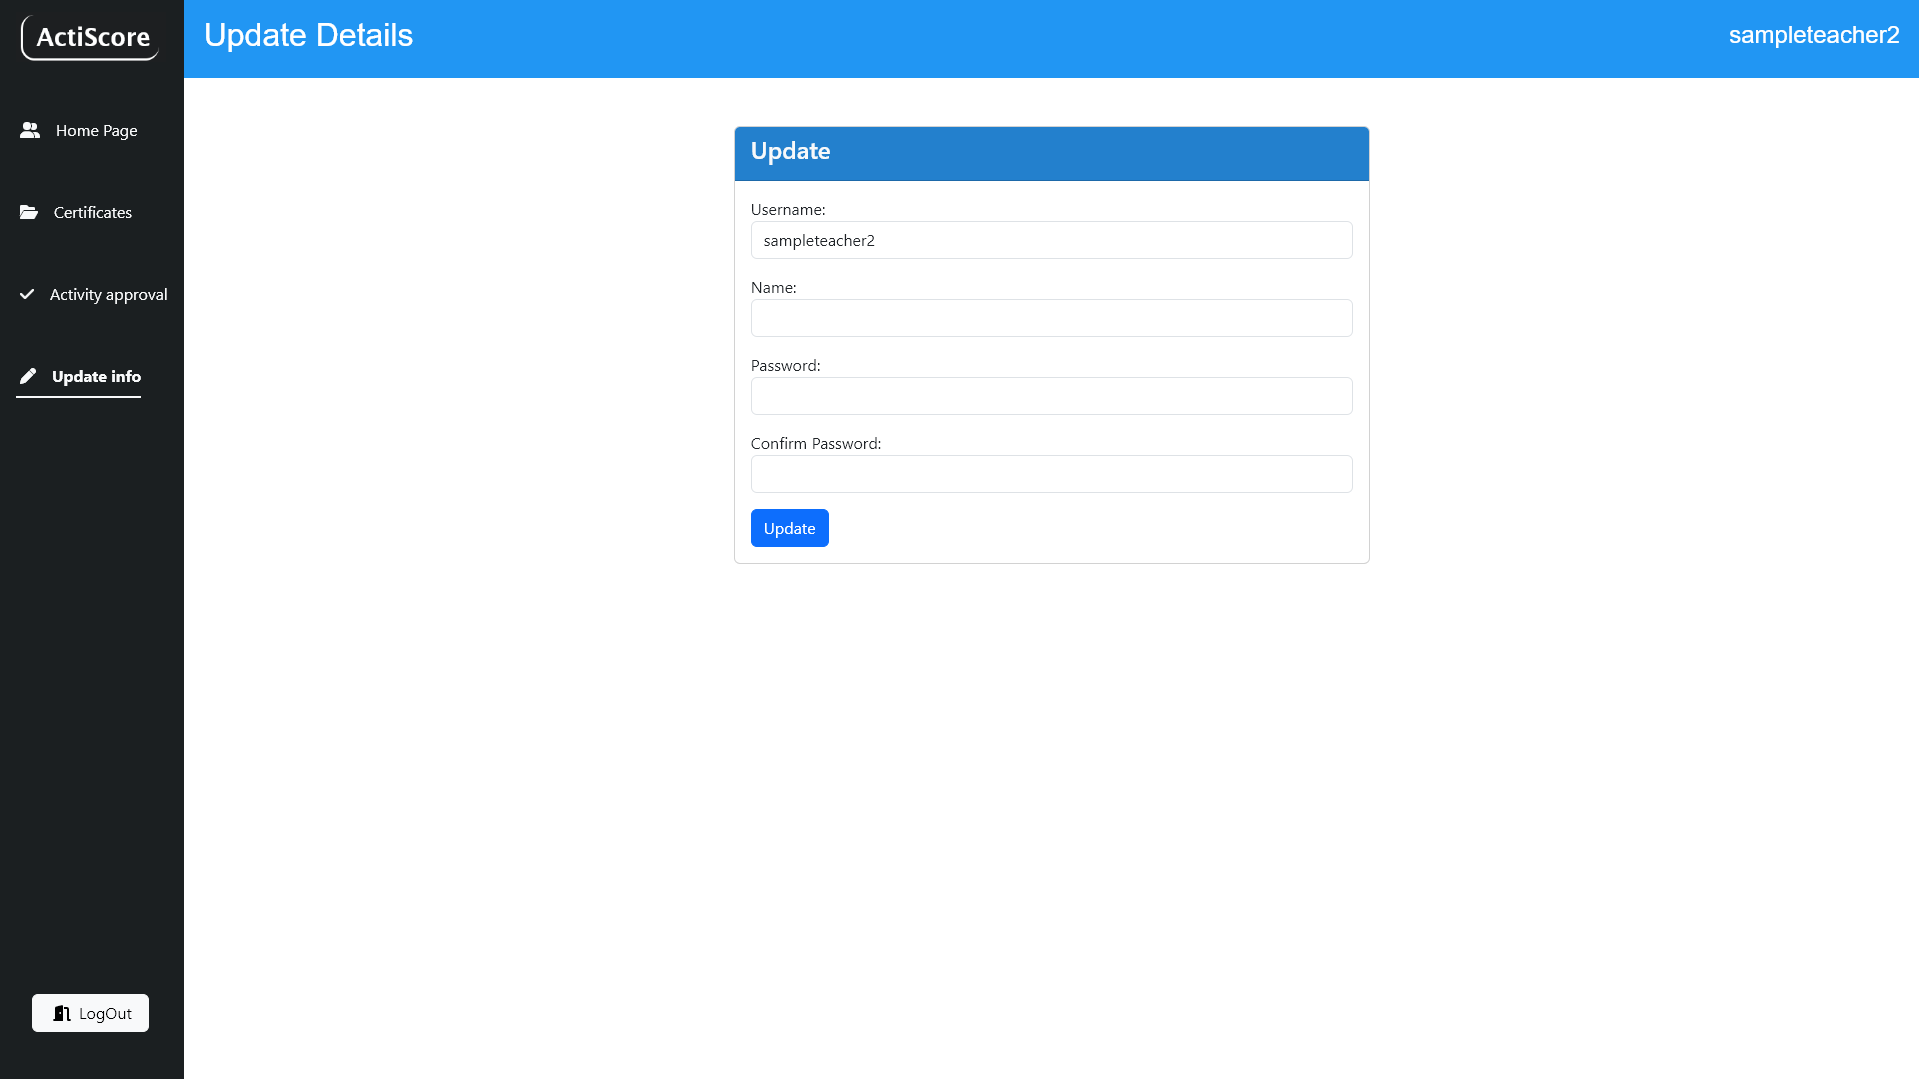 ActiScore
Update Details
sampleteacher2
Home Page
Certificates
Activity approval
Update info
Update
Username:
sampleteacher2
Name:
Password:
Confirm Password:
Update
LogOut